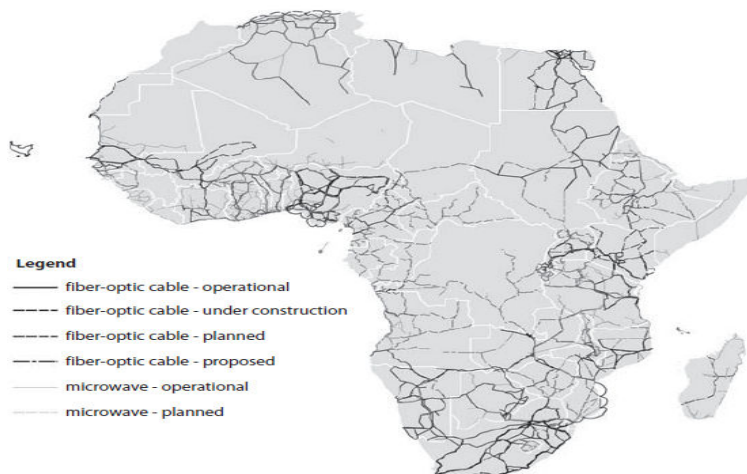 Legend
fiber-optic cable - operational
fiber-optic cable - under construction
fiber-optic cable - planned
fiber-optic cable - proposed
microwave - operational
microwave - planned